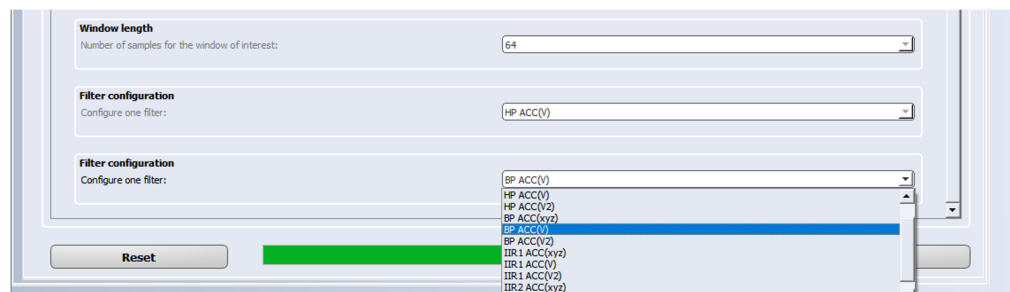 Window length
Number of samples for the window of interest:
64
Filter configuration
Configure one filter:
HP ACC(V)
Filter configuration
Configure one filter:
BP ACC(V)
HP ACC(V)
HP ACC(V2)
BP ACC(xyz)
BP ACC(V)
BP ACC(V2)
IIR1 ACC(xyz)
IIR1 ACC(V)
IIR1 ACC(V2)
IIR2 ACC(xyz)
Reset